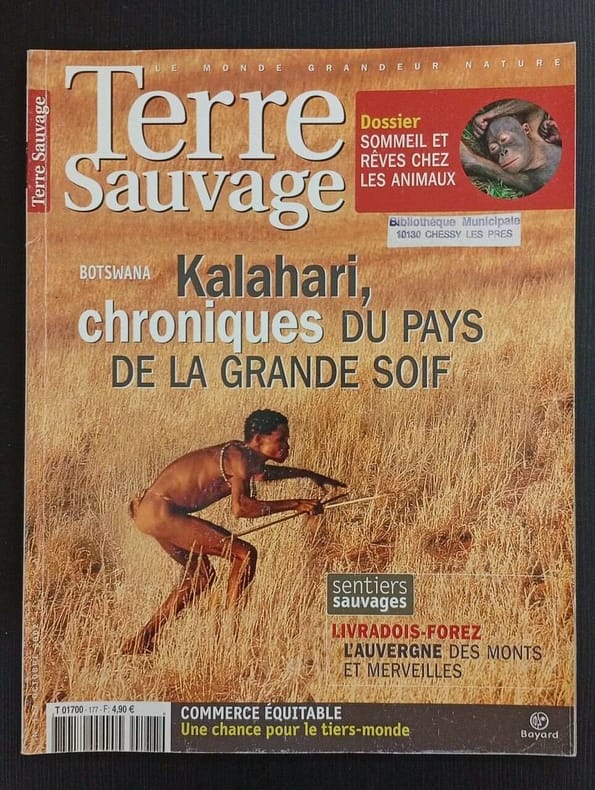 LE MONDE GRANDEUR NATURE
Terre
Sauvage
Terre Sauvage
Dossier
SOMMEIL ET
RÊVES CHEZ
LES ANIMAUX
Bibliothèque Municipale
10130 CHESSY LES PRES
BOTSWANA Kalahari,
chroniques DU PAYS
DE LA GRANDE SOIF
sentiers
sauvages
LIVRADOIS-FOREZ
L'AUVERGNE DES MONTS
ET MERVEILLES
T 01700 - 177 - F: 4,90 €
COMMERCE ÉQUITABLE
Une chance pour le tiers-monde
Bayard